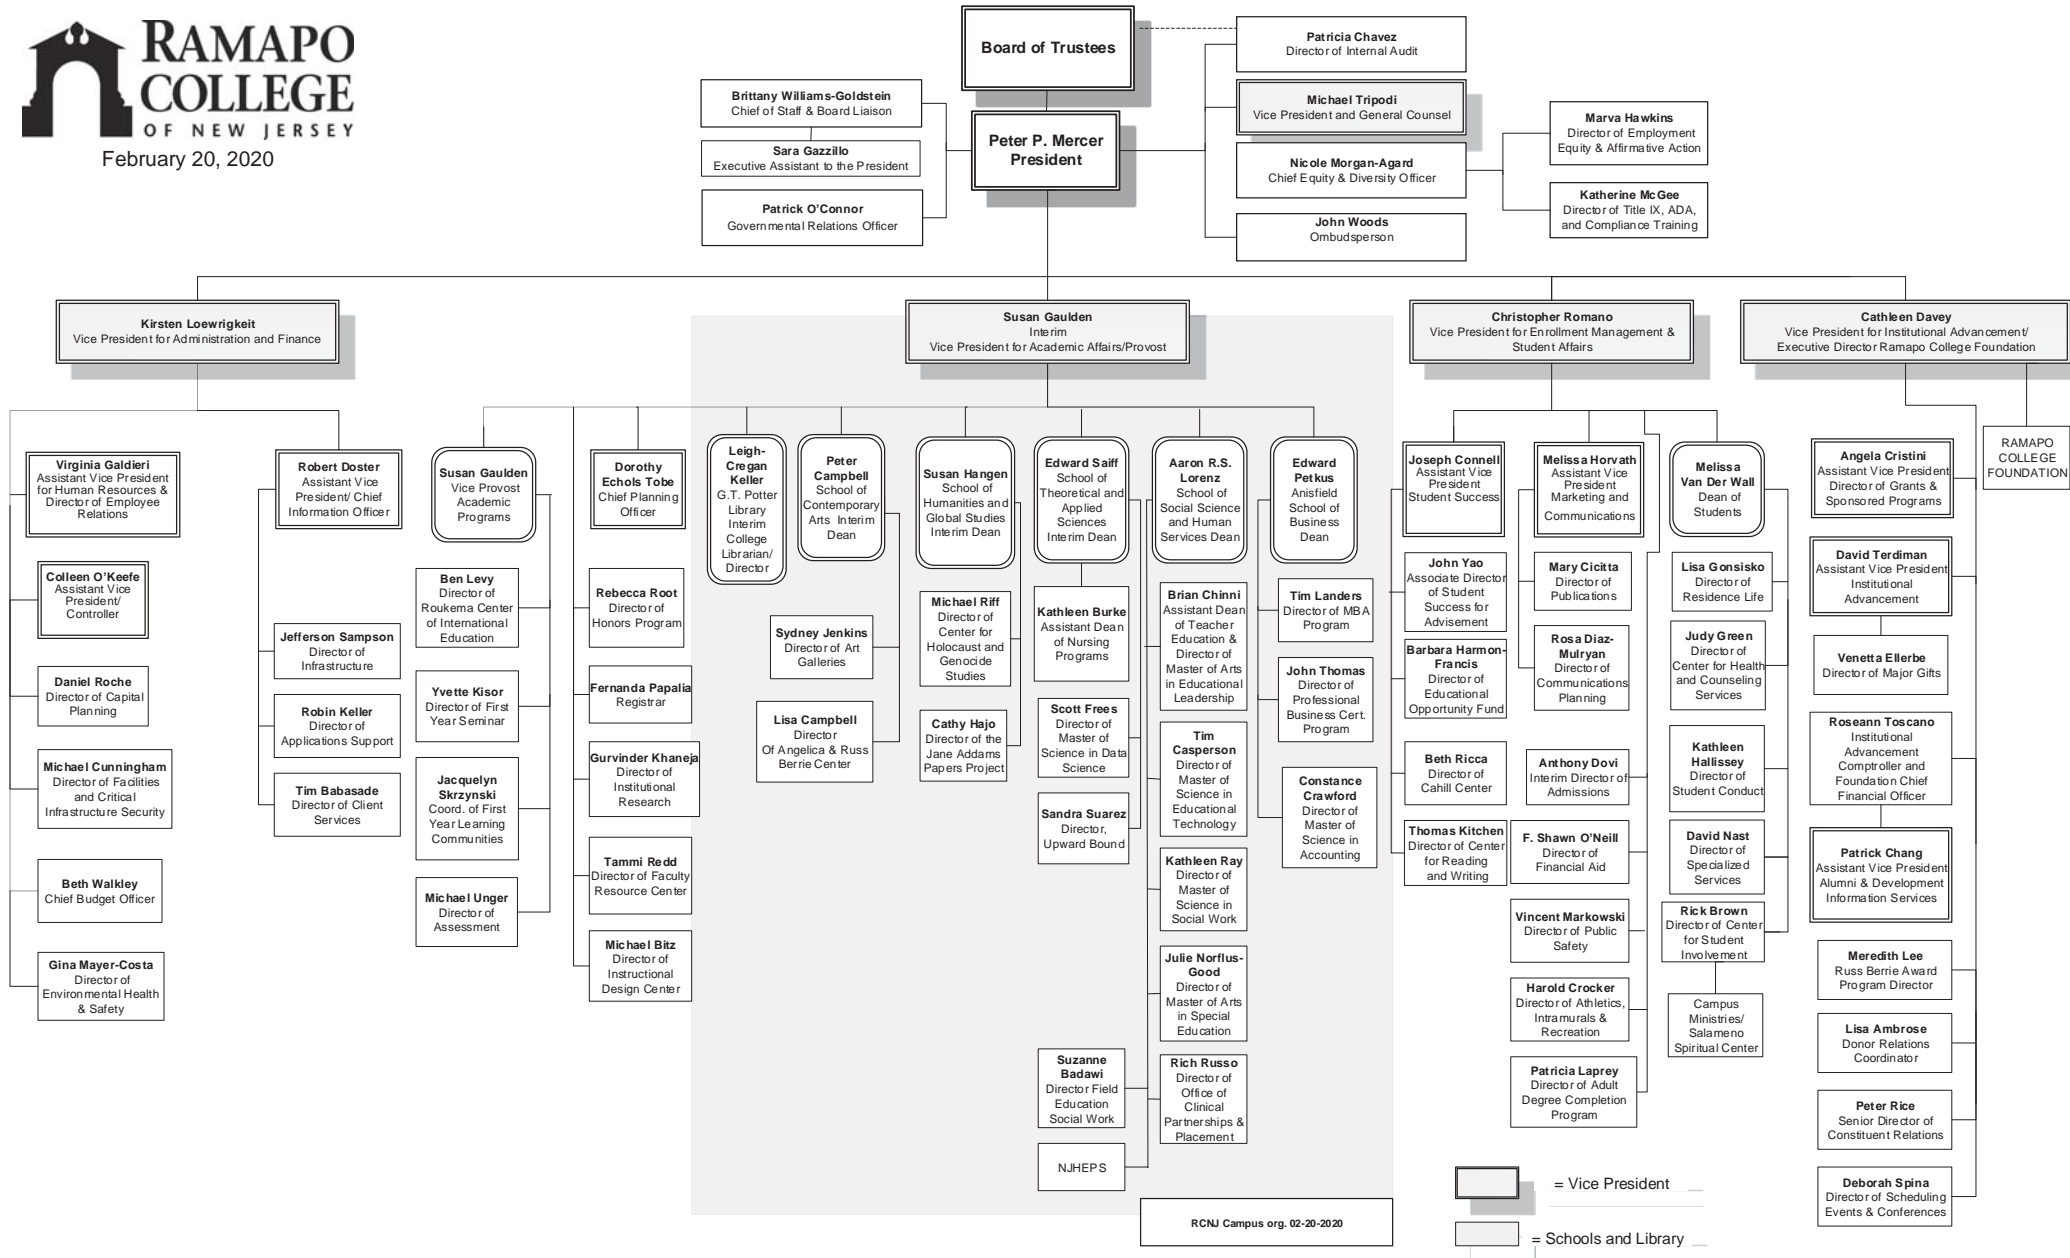 RAMAPO
COLLEGE
OF NEW JERSEY
February 20, 2020
Board of Trustees
Peter P. Mercer
President
Brittany Williams-Goldstein
Chief of Staff & Board Liaison
Sara Gazzillo
Executive Assistant to the President
Patrick O'Connor
Governmental Relations Officer
Patricia Chavez
Director of Internal Audit
Michael Tripodi
Vice President and General Counsel
Nicole Morgan-Agard
Chief Equity & Diversity Officer
John Woods
Ombudsperson
Marva Hawkins
Director of Employment
Equity & Affirmative Action
Katherine McGee
Director of Title IX, ADA,
and Compliance Training
Kirsten Loewrigkeit
Vice President for Administration and Finance
Susan Gaulden
Interim
Vice President for Academic Affairs/Provost
Christopher Romano
Vice President for Enrollment Management &
Student Affairs
Cathleen Davey
Vice President for Institutional Advancement/
Executive Director Ramapo College Foundation
Virginia Galdieri
Assistant Vice President
for Human Resources &
Director of Employee
Relations
Colleen O'Keefe
Assistant Vice
President/
Controller
Daniel Roche
Director of Capital
Planning
Michael Cunningham
Director of Facilities
and Critical
Infrastructure Security
Beth Walkley
Chief Budget Officer
Gina Mayer-Costa
Director of
Environmental Health
& Safety
Robert Doster
Assistant Vice
President/ Chief
Information Officer
Jefferson Sampson
Director of
Infrastructure
Robin Keller
Director of
Applications Support
Tim Babasade
Director of Client
Services
Susan Gaulden
Vice Provost
Academic
Programs
Ben Levy
Director of
Roukema Center
of International
Education
Yvette Kisor
Director of First
Year Seminar
Jacquelyn
Skrzynski
Coord. of First
Year Learning
Communities
Michael Unger
Director of
Assessment
Dorothy
Echols Tobe
Chief Planning
Officer
Rebecca Root
Director of
Honors Program
Fernanda Papalia
Registrar
Gurvinder Khaneja
Director of
Institutional
Research
Tammi Redd
Director of Faculty
Resource Center
Michael Bitz
Director of
Instructional
Design Center
Leigh-
Cregan
Keller
G.T. Potter
Library
Interim
College
Librarian/
Director
Peter
Campbell
School of
Contemporary
Arts Interim
Dean
Sydney Jenkins
Director of Art
Galleries
Lisa Campbell
Director
Of Angelica & Russ
Berrie Center
Susan Hangen
School of
Humanities and
Global Studies
Interim Dean
Michael Riff
Director of
Center for
Holocaust and
Genocide
Studies
Cathy Hajo
Director of the
Jane Addams
Papers Project
Edward Saiff
School of
Theoretical and
Applied
Sciences
Interim Dean
Kathleen Burke
Assistant Dean
of Nursing
Programs
Scott Frees
Director of
Master of
Science in Data
Science
Sandra Suarez
Director,
Upward Bound
Suzanne
Badawi
Director Field
Education
Social Work
NJHEPS
Aaron R.S.
Lorenz
School of
Social Science
and Human
Services Dean
Brian Chinni
Assistant Dean
of Teacher
Education &
Director of
Master of Arts
in Educational
Leadership
Tim
Casperson
Director of
Master of
Science in
Educational
Technology
Kathleen Ray
Director of
Master of
Science in
Social Work
Julie Norflus-
Good
Director of
Master of Arts
in Special
Education
Rich Russo
Director of
Office of
Clinical
Partnerships &
Placement
Edward
Petkus
Anisfield
School of
Business
Dean
Tim Landers
Director of MBA
Program
John Thomas
Director of
Professional
Business Cert.
Program
Constance
Crawford
Director of
Master of
Science in
Accounting
Joseph Connell
Assistant Vice
President
Student Success
John Yao
Associate Director
of Student
Success for
Advisement
Barbara Harmon-
Francis
Director of
Educational
Opportunity Fund
Beth Ricca
Director of
Cahill Center
Thomas Kitchen
Director of Center
for Reading
and Writing
Melissa Horvath
Assistant Vice
President
Marketing and
Communications
Mary Cicitta
Director of
Publications
Rosa Diaz-
Mulryan
Director of
Communications
Planning
Anthony Dovi
Interim Director of
Admissions
F. Shawn O'Neill
Director of
Financial Aid
Vincent Markowski
Director of Public
Safety
Harold Crocker
Director of Athletics,
Intramurals &
Recreation
Patricia Laprey
Director of Adult
Degree Completion
Program
Melissa
Van Der Wall
Dean of
Students
Lisa Gonsisko
Director of
Residence Life
Judy Green
Director of
Center for Health
and Counseling
Services
Kathleen
Hallissey
Director of
Student Conduct
David Nast
Director of
Specialized
Services
Rick Brown
Director of Center
for Student
Involvement
Campus
Ministries/
Salameno
Spiritual Center
Angela Cristini
Assistant Vice President
Director of Grants &
Sponsored Programs
David Terdiman
Assistant Vice President
Institutional
Advancement
Venetta Ellerbe
Director of Major Gifts
Roseann Toscano
Institutional
Advancement
Comptroller and
Foundation Chief
Financial Officer
Patrick Chang
Assistant Vice President
Alumni & Development
Information Services
Meredith Lee
Russ Berrie Award
Program Director
Lisa Ambrose
Donor Relations
Coordinator
Peter Rice
Senior Director of
Constituent Relations
Deborah Spina
Director of Scheduling
Events & Conferences
RAMAPO
COLLEGE
FOUNDATION
RCNJ Campus org. 02-20-2020
= Vice President
= Schools and Library